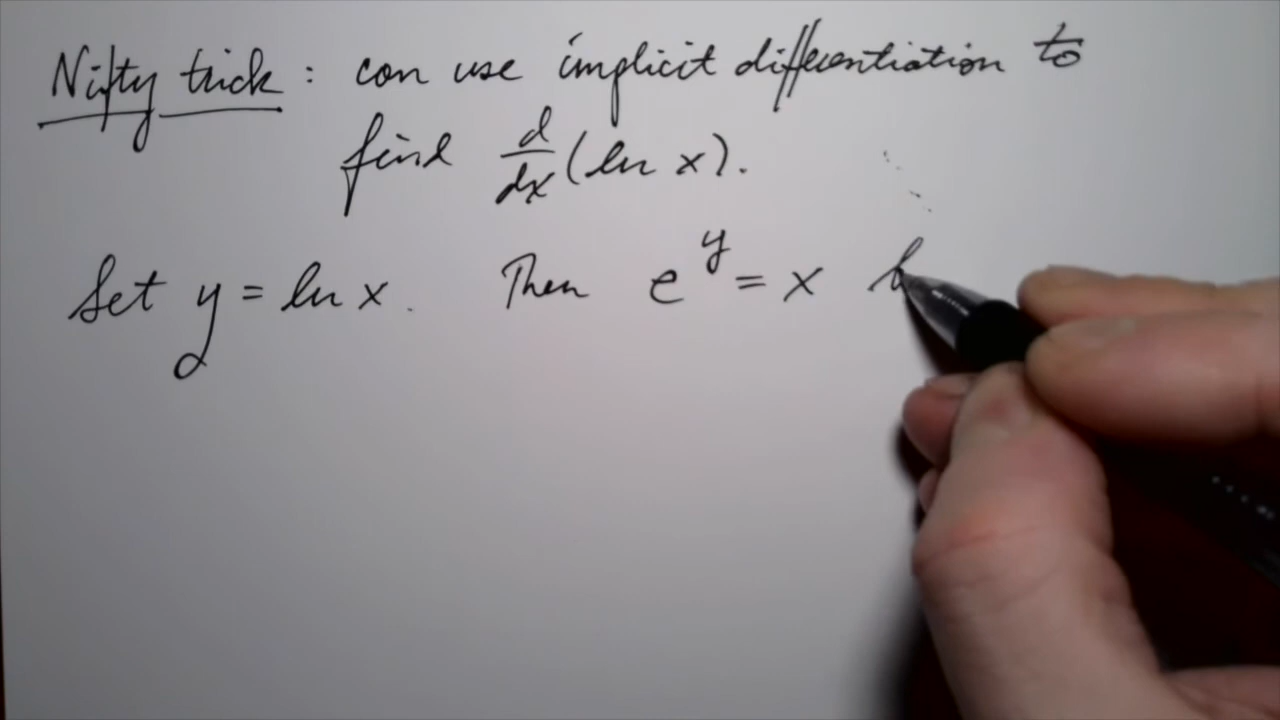 Nifty trick : can use implicit differentiation to
find d/dx (ln x).
Set y = ln x. Then e^y = x